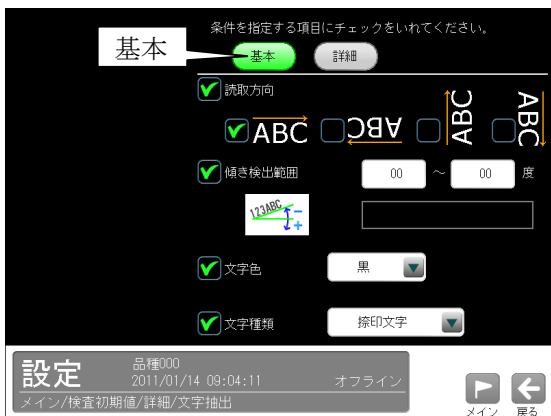 条件を指定する項目にチェックをいれてください。
基本
基本 詳細
読取方向
ABC ABC ABC ABC
傾き検出範囲 00 ～ 00 度
123ABC
文字色 黒
文字種類 捺印文字
設定 品種000
2011/01/14 09:04:11 オフライン
メイン/検査初期値/詳細/文字抽出
メイン 戻る